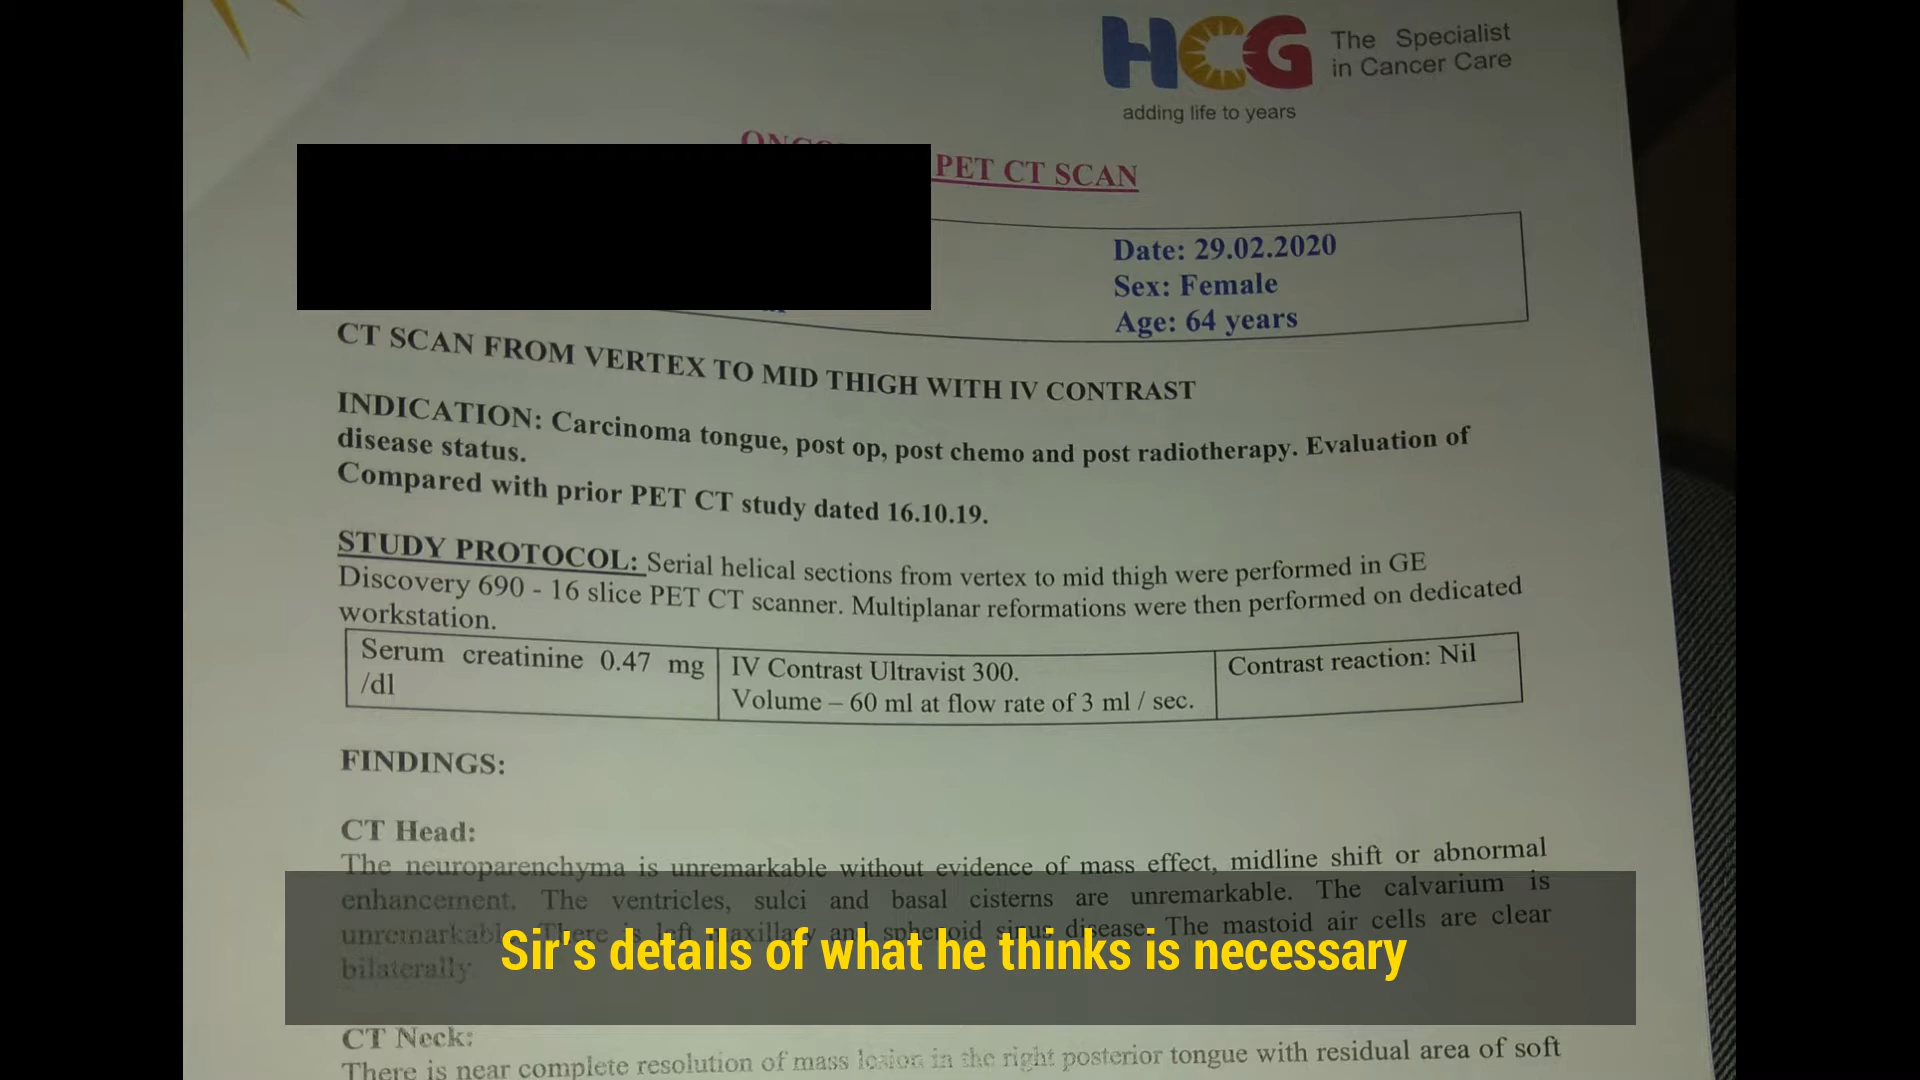 HCG The Specialist
in Cancer Care
adding life to years
PET CT SCAN
Date: 29.02.2020
Sex: Female
Age: 64 years
CT SCAN FROM VERTEX TO MID THIGH WITH IV CONTRAST
INDICATION: Carcinoma tongue, post op, post chemo and post radiotherapy. Evaluation of
disease status.
Compared with prior PET CT study dated 16.10.19.
STUDY PROTOCOL: Serial helical sections from vertex to mid thigh were performed in GE
Discovery 690 - 16 slice PET CT scanner. Multiplanar reformations were then performed on dedicated
workstation.
Serum creatinine 0.47 mg
/dl
IV Contrast Ultravist 300.
Volume – 60 ml at flow rate of 3 ml / sec.
Contrast reaction: Nil
FINDINGS:
CT Head:
The neuroparenchyma is unremarkable without evidence of mass effect, midline shift or abnormal
enhancement. The ventricles, sulci and basal cisterns are unremarkable. The calvarium is
unremarkable. There is left maxillary and sphenoid sinus disease. The mastoid air cells are clear
bilaterally
Sir's details of what he thinks is necessary
CT Neck:
There is near complete resolution of mass lesion in the right posterior tongue with residual area of soft